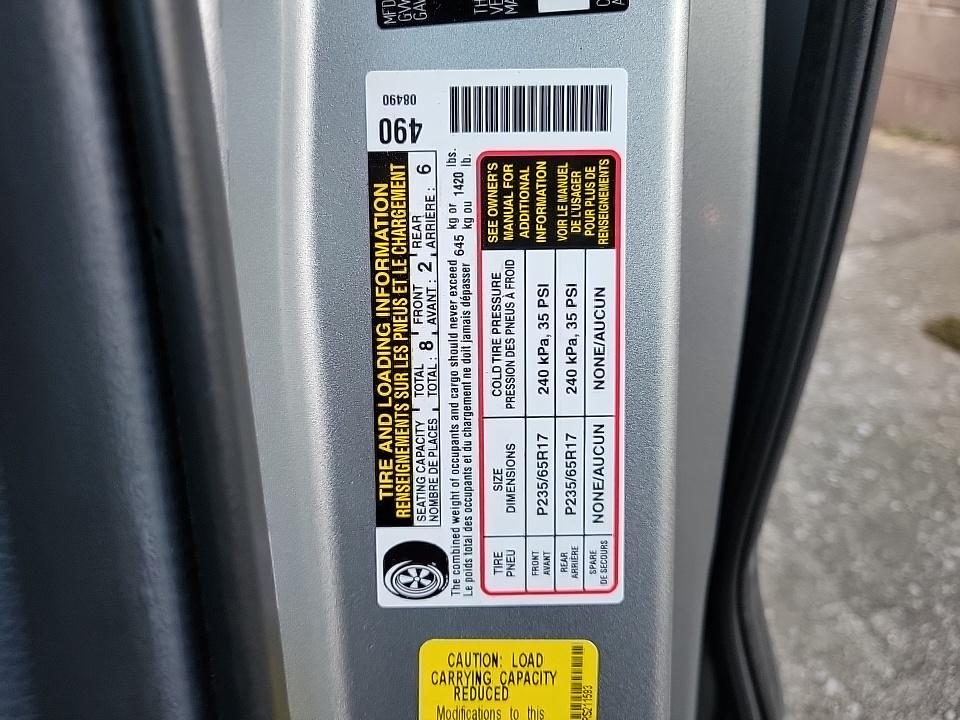 MFD
GVW
GAW
TH
VE
MA
490
08490
TIRE AND LOADING INFORMATION
RENSEIGNEMENTS SUR LES PNEUS ET LE CHARGEMENT
SEATING CAPACITY TOTAL 8 FRONT 2 REAR 6
NOMBRE DE PLACES TOTAL: AVANT: ARRIÈRE:
The combined weight of occupants and cargo should never exceed 645 kg or 1420 lbs.
Le poids total des occupants et du chargement ne doit jamais dépasser kg ou lb.
TIRE SIZE COLD TIRE PRESSURE
PNEU DIMENSIONS PRESSION DES PNEUS À FROID
FRONT P235/65R17 240 kPa, 35 PSI
AVANT
REAR P235/65R17 240 kPa, 35 PSI
ARRIÈRE
SPARE NONE/AUCUN NONE/AUCUN
DE SECOURS
SEE OWNER'S
MANUAL FOR
ADDITIONAL
INFORMATION
VOIR LE MANUEL
DE L'USAGER
POUR PLUS DE
RENSEIGNEMENTS
CAUTION: LOAD
CARRYING CAPACITY
REDUCED
Modifications to this